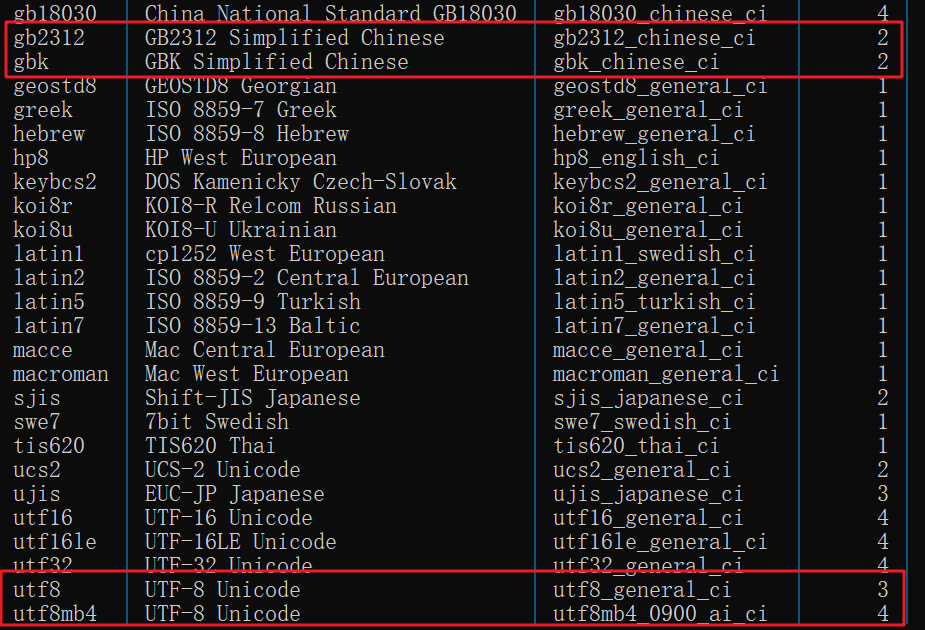 gb18030 China National Standard GB18030 gb18030_chinese_ci 4
gb2312 GB2312 Simplified Chinese gb2312_chinese_ci 2
gbk GBK Simplified Chinese gbk_chinese_ci 2
geostd8 GEOSTD8 Georgian geostd8_general_ci 1
greek ISO 8859-7 Greek greek_general_ci 1
hebrew ISO 8859-8 Hebrew hebrew_general_ci 1
hp8 HP West European hp8_english_ci 1
keybcs2 DOS Kamenicky Czech-Slovak keybcs2_general_ci 1
koi8r KOI8-R Relcom Russian koi8r_general_ci 1
koi8u KOI8-U Ukrainian koi8u_general_ci 1
latin1 cp1252 West European latin1_swedish_ci 1
latin2 ISO 8859-2 Central European latin2_general_ci 1
latin5 ISO 8859-9 Turkish latin5_turkish_ci 1
latin7 ISO 8859-13 Baltic latin7_general_ci 1
macce Mac Central European macce_general_ci 1
macroman Mac West European macroman_general_ci 1
sjis Shift-JIS Japanese sjis_japanese_ci 2
swe7 7bit Swedish swe7_swedish_ci 1
tis620 TIS620 Thai tis620_thai_ci 1
ucs2 UCS-2 Unicode ucs2_general_ci 2
ujis EUC-JP Japanese ujis_japanese_ci 3
utf16 UTF-16 Unicode utf16_general_ci 4
utf16le UTF-16LE Unicode utf16le_general_ci 4
utf32 UTF-32 Unicode utf32_general_ci 4
utf8 UTF-8 Unicode utf8_general_ci 3
utf8mb4 UTF-8 Unicode utf8mb4_0900_ai_ci 4